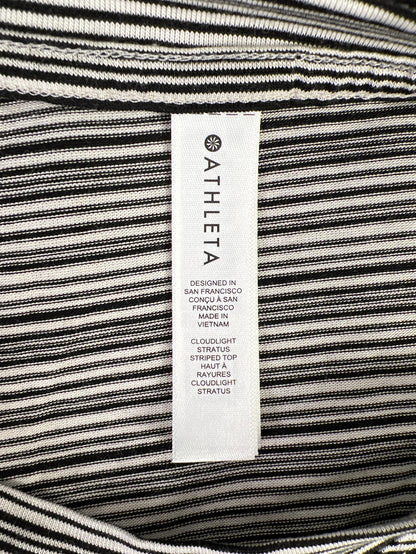 ATHLETA
DESIGNED IN
SAN FRANCISCO
CONÇU À SAN
FRANCISCO
MADE IN
VIETNAM
CLOUDLIGHT
STRATUS
STRIPED TOP
HAUT À
RAYURES
CLOUDLIGHT
STRATUS